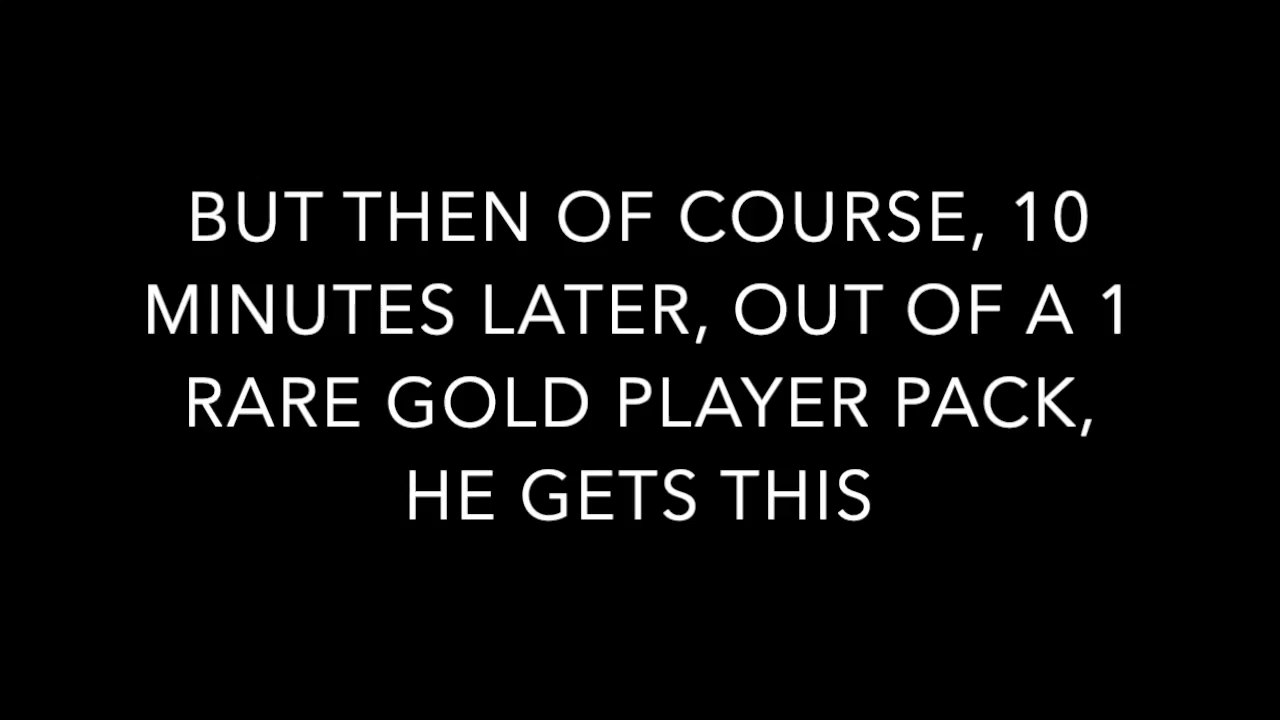 BUT THEN OF COURSE, 10
MINUTES LATER, OUT OF A 1
RARE GOLD PLAYER PACK,
HE GETS THIS